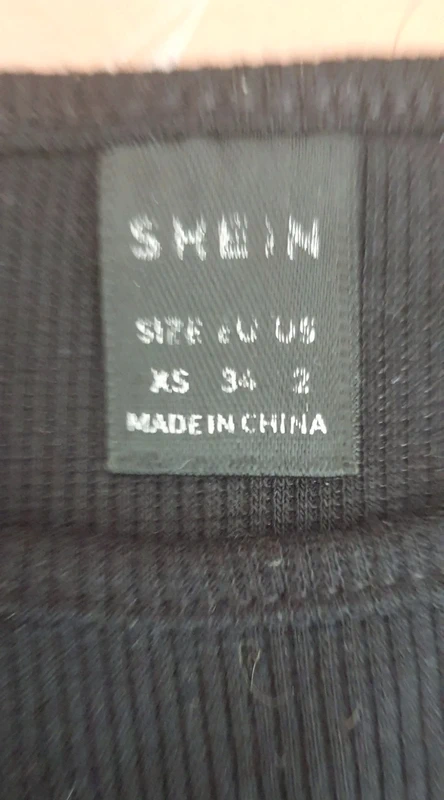 SHEIN
SIZE EU US
XS 34 2
MADE IN CHINA